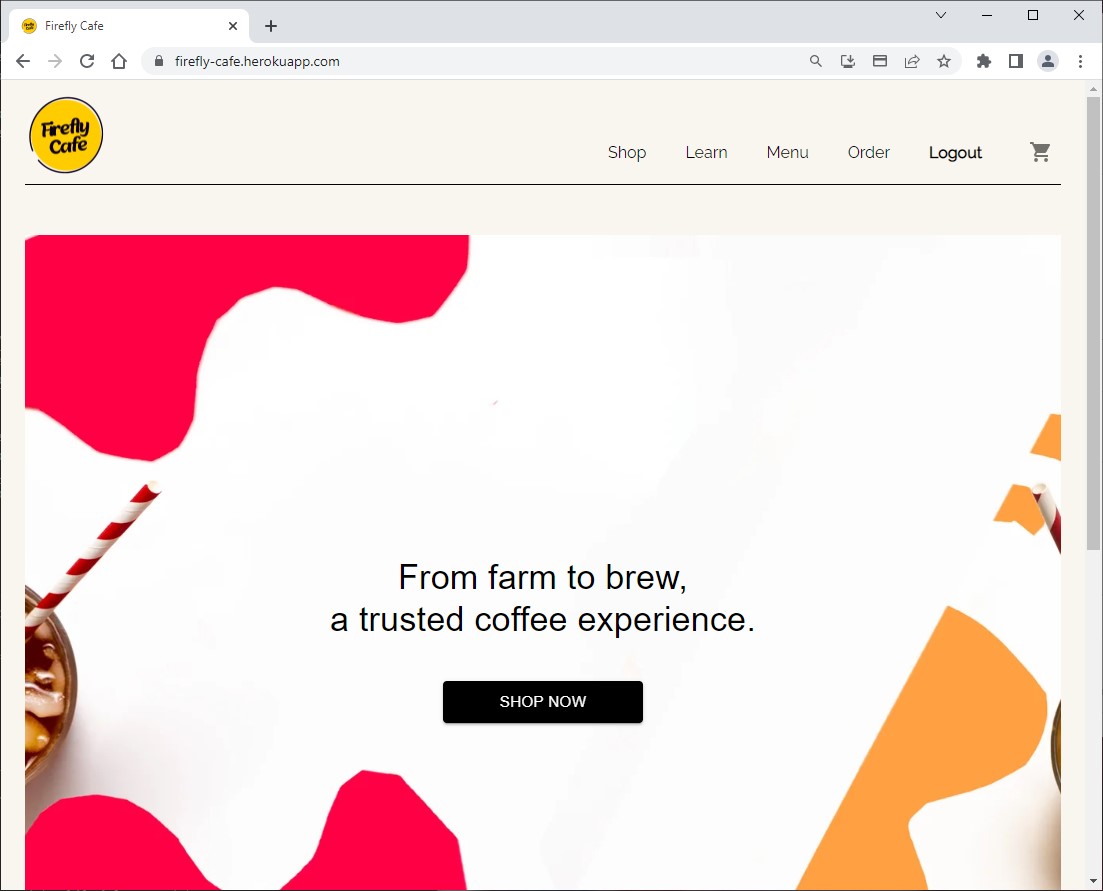 Firefly Cafe
firefly-cafe.herokuapp.com
Firefly
Cafe
Shop Learn Menu Order Logout
From farm to brew,
a trusted coffee experience.
SHOP NOW